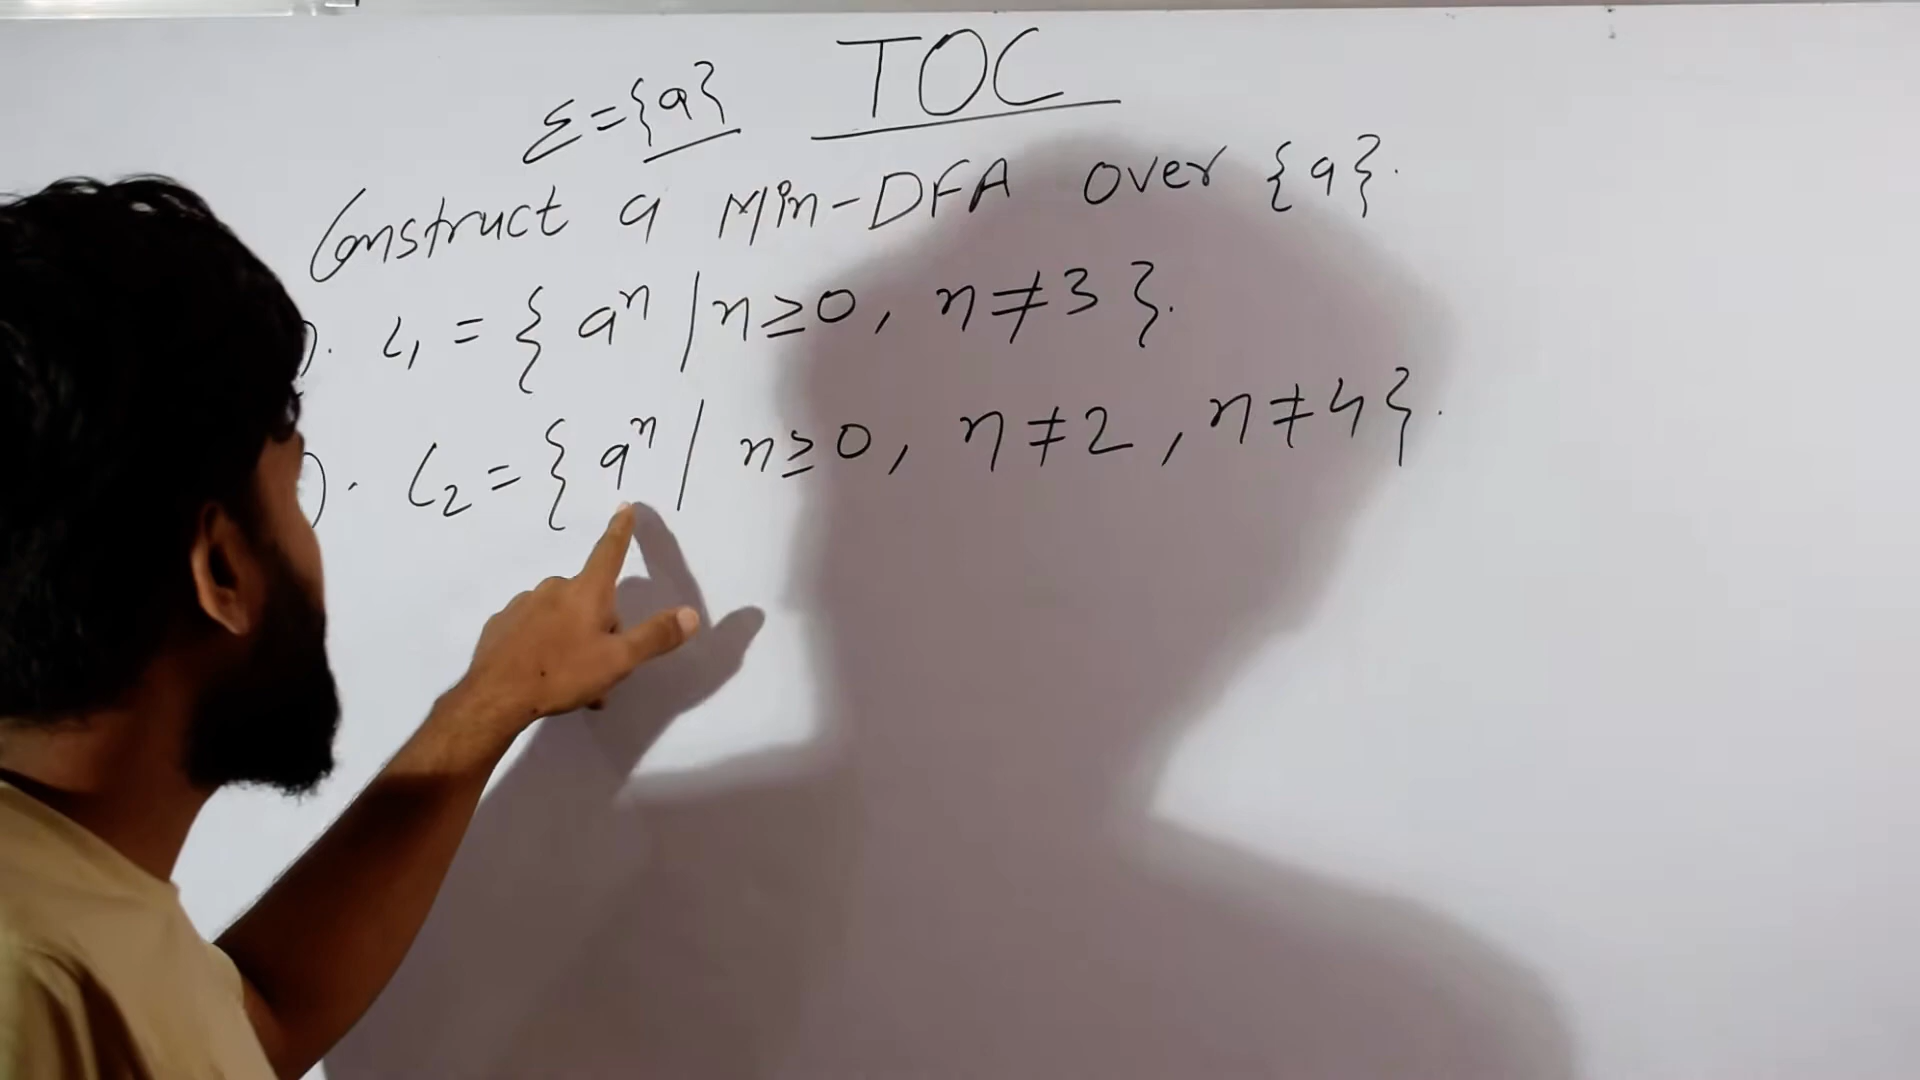 TOC
Σ={a}
Construct a Min-DFA over {a}.
). L1 = { a^n | n≥0, n≠3 }.
). L2 = { a^n | n≥0, n≠2, n≠4 }.